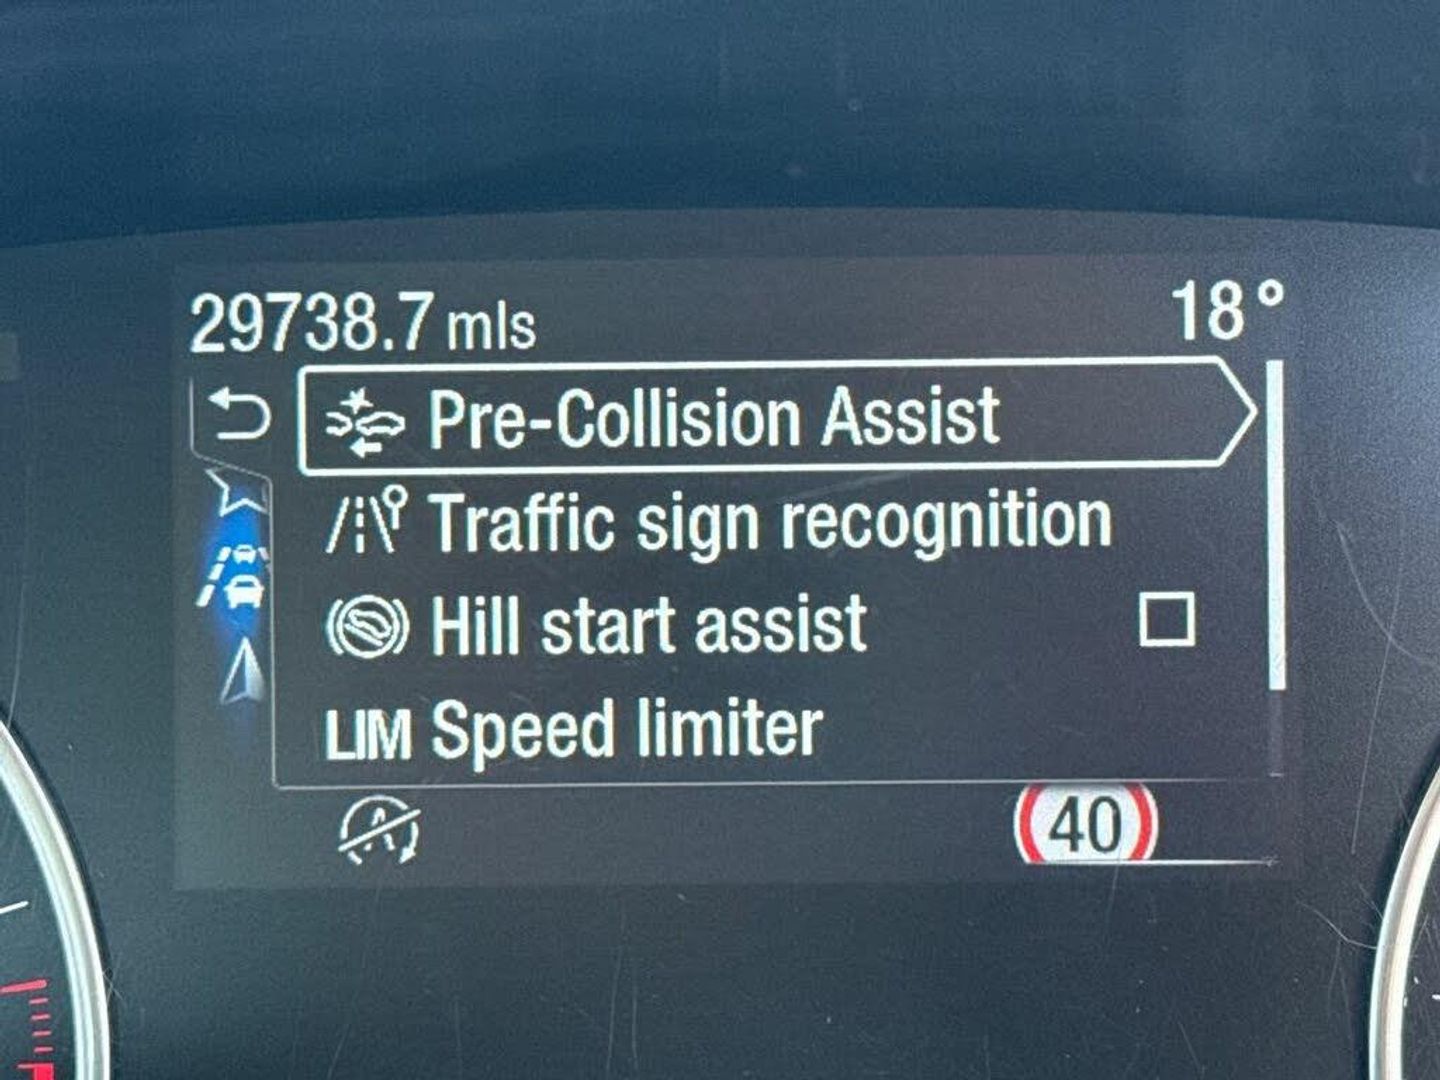 29738.7 mls 18°
Pre-Collision Assist
Traffic sign recognition
Hill start assist
LIM Speed limiter
A 40